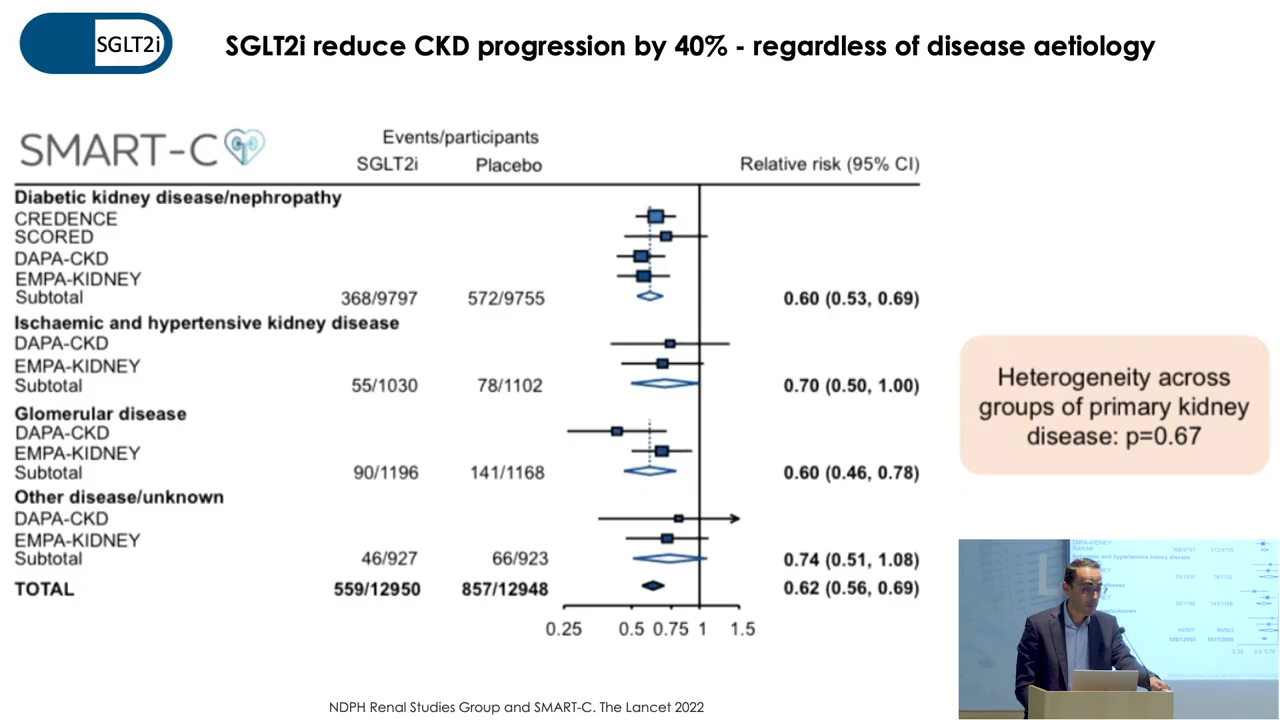 SGLT2i
SGLT2i reduce CKD progression by 40% - regardless of disease aetiology
SMART-C
Events/participants
SGLT2i Placebo Relative risk (95% CI)
Diabetic kidney disease/nephropathy
CREDENCE
SCORED
DAPA-CKD
EMPA-KIDNEY
Subtotal 368/9797 572/9755 0.60 (0.53, 0.69)
Ischaemic and hypertensive kidney disease
DAPA-CKD
EMPA-KIDNEY
Subtotal 55/1030 78/1102 0.70 (0.50, 1.00)
Glomerular disease
DAPA-CKD
EMPA-KIDNEY
Subtotal 90/1196 141/1168 0.60 (0.46, 0.78)
Other disease/unknown
DAPA-CKD
EMPA-KIDNEY
Subtotal 46/927 66/923 0.74 (0.51, 1.08)
TOTAL 559/12950 857/12948 0.62 (0.56, 0.69)
0.25 0.5 0.75 1 1.5
Heterogeneity across
groups of primary kidney
disease: p=0.67
NDPH Renal Studies Group and SMART-C. The Lancet 2022